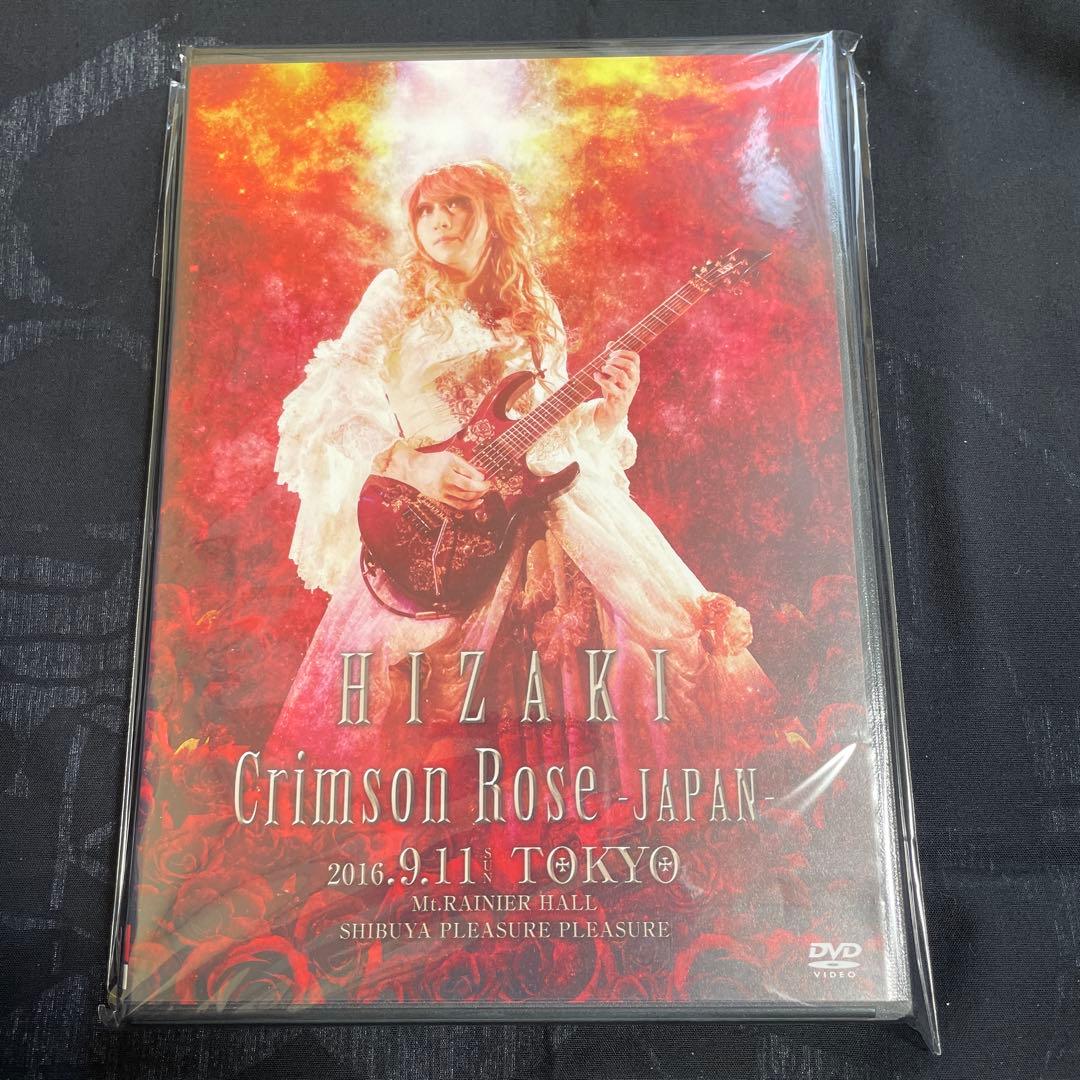 HIZAKI
Crimson Rose -JAPAN-
2016.9.11 SUN TOKYO
Mt.RAINIER HALL
SHIBUYA PLEASURE PLEASURE
DVD
VIDEO